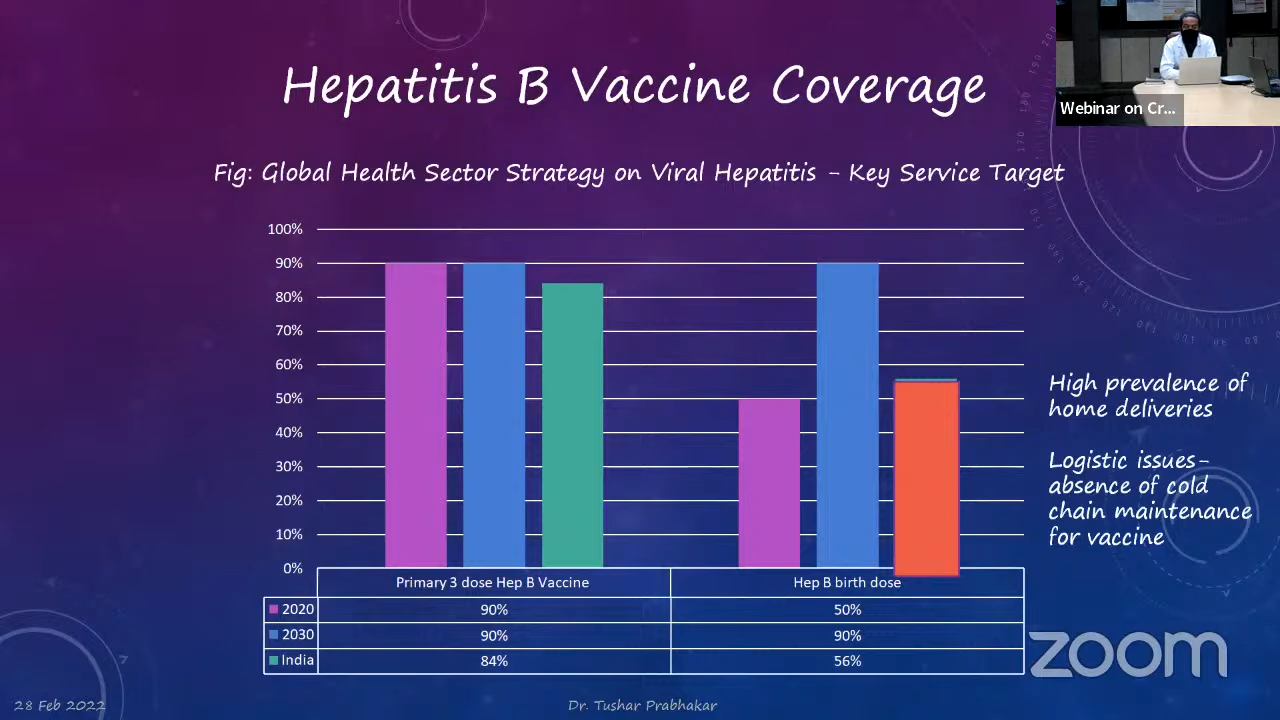 Hepatitis B Vaccine Coverage
Webinar on Cr...
Fig: Global Health Sector Strategy on Viral Hepatitis - Key Service Target
100%
90%
80%
70%
60%
50%
40%
30%
20%
10%
0%
High prevalence of
home deliveries
Logistic issues-
absence of cold
chain maintenance
for vaccine
Primary 3 dose Hep B Vaccine Hep B birth dose
2020 90% 50%
2030 90% 90%
India 84% 56%
zoom
28 Feb 2022 Dr. Tushar Prabhakar